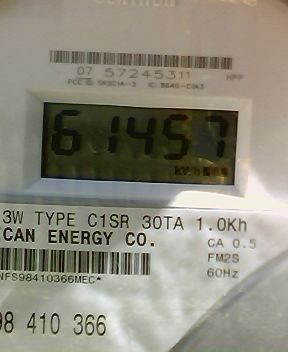 07 57245311 NPP
61457
3W TYPE C1SR 30TA 1.0Kh
CAN ENERGY CO.
CA 0.5
FM2S
60Hz
NFS98410366MEC*
98 410 366